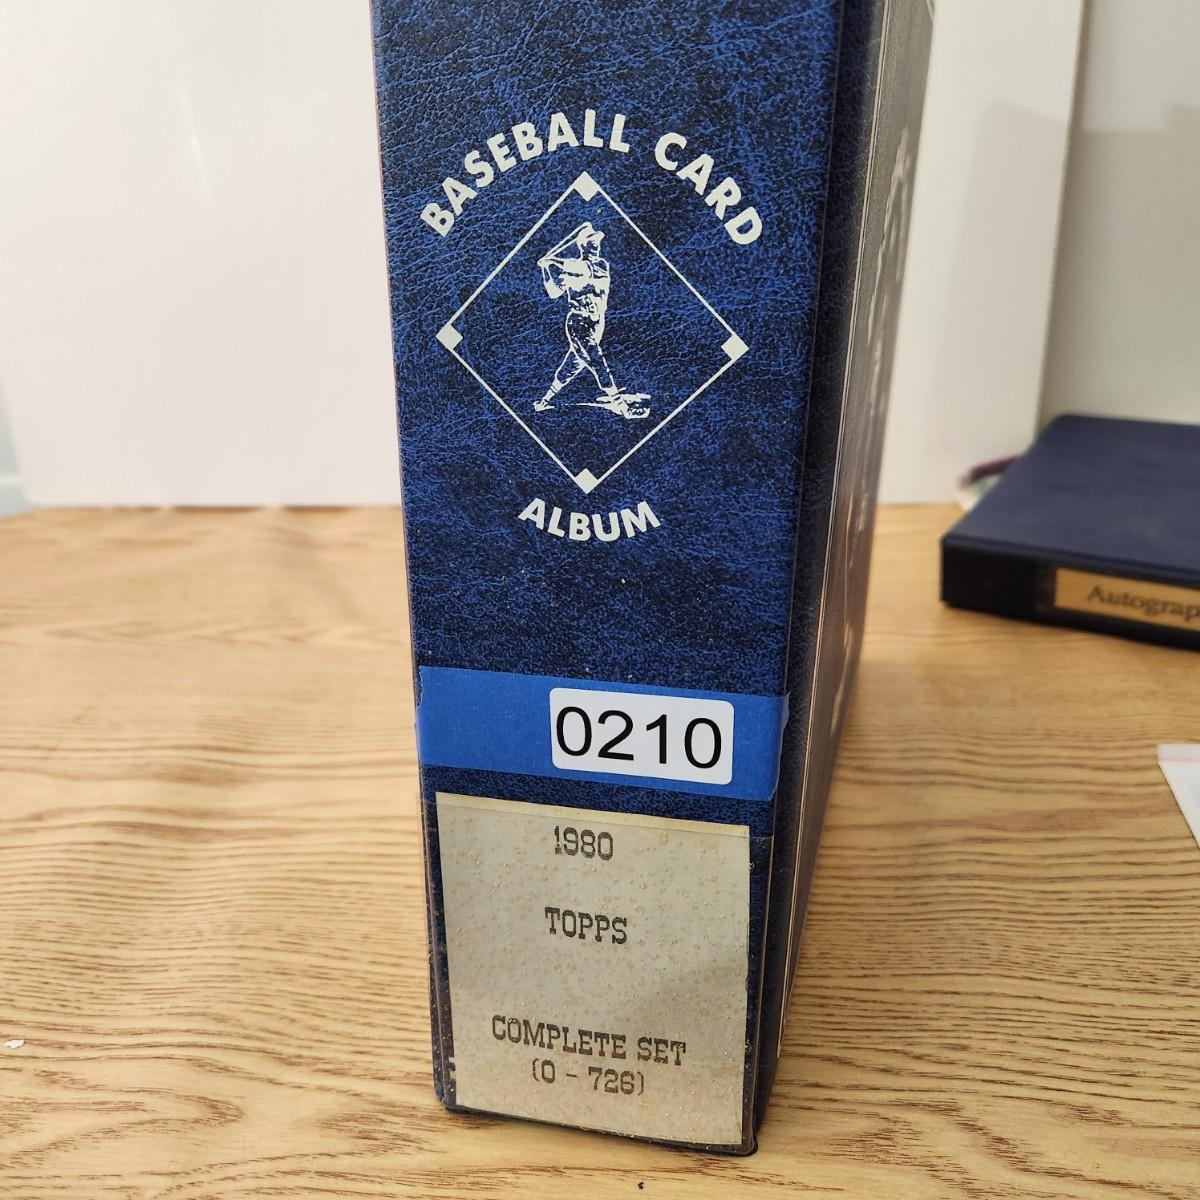 BASEBALL CARD
ALBUM
0210
1980
TOPPS
COMPLETE SET
(0 - 726)
Autograp